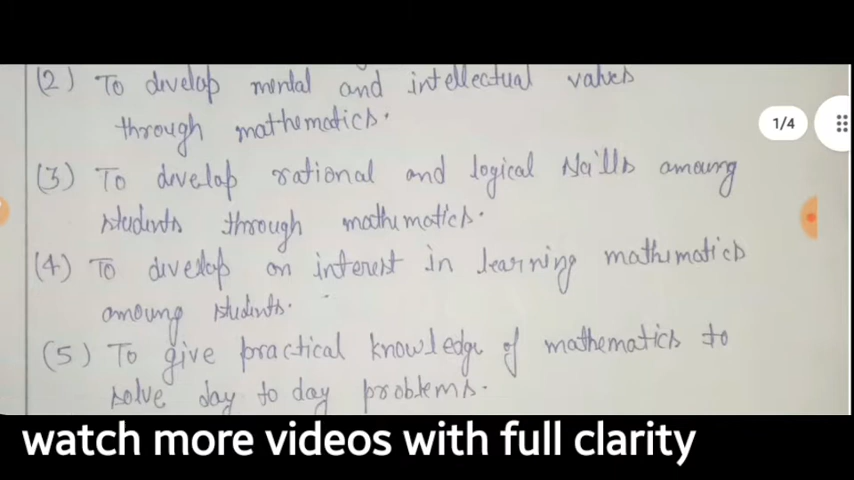 (2) To develop mental and intellectual values
through mathematics.
(3) To develop rational and logical skills amoung
students through mathematics.
(4) To develop an interest in learning mathematics
amoung students.
(5) To give practical knowledge of mathematics to
solve day to day problems.
1/4
watch more videos with full clarity